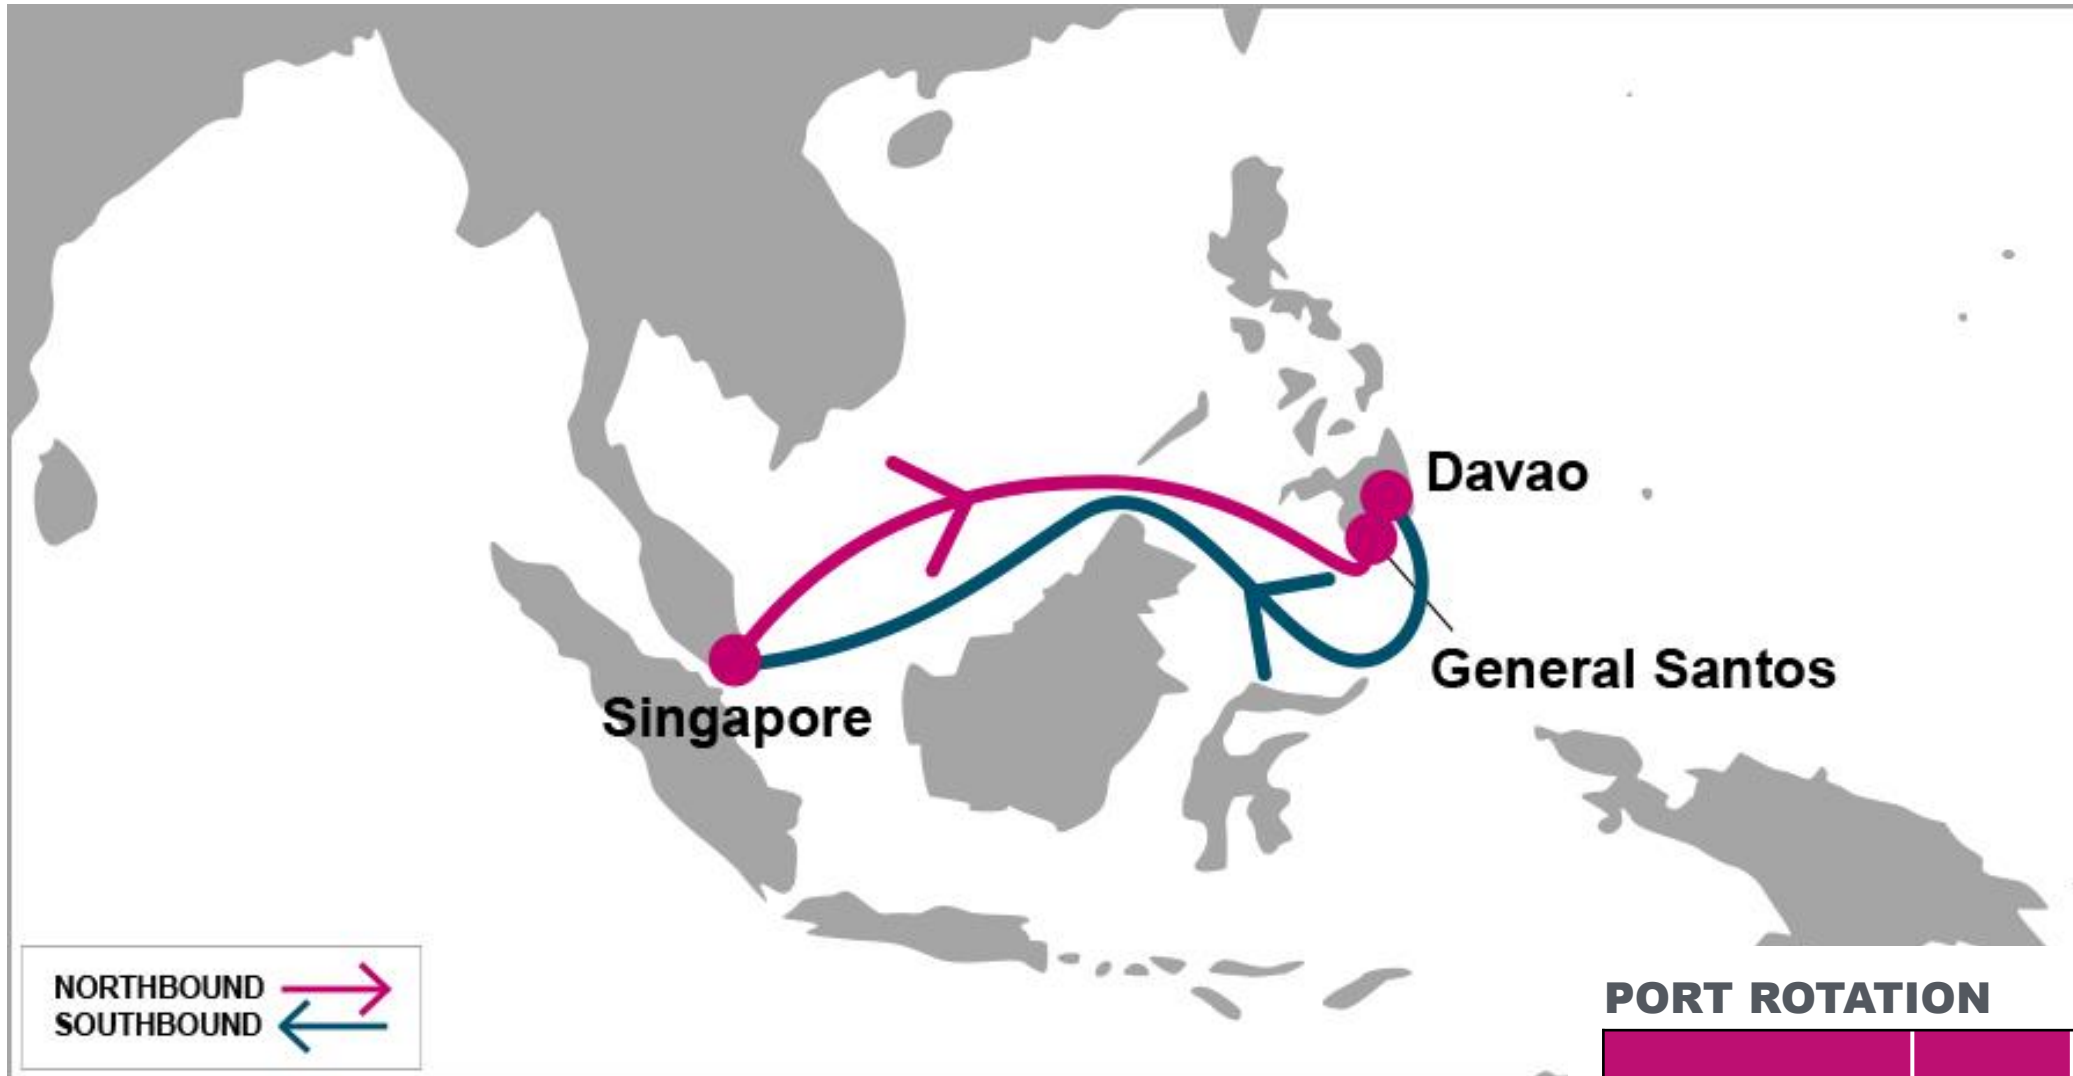 Davao
General Santos
Singapore
NORTHBOUND
SOUTHBOUND
PORT ROTATION